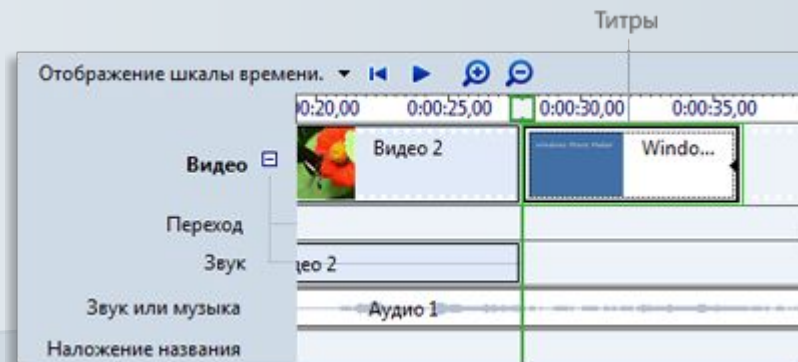 Титры
Отображение шкалы времени.
0:20,00 0:00:25,00 0:00:30,00 0:00:35,00
Видео Видео 2 Windo...
Переход
Звук део 2
Звук или музыка Аудио 1
Наложение названия